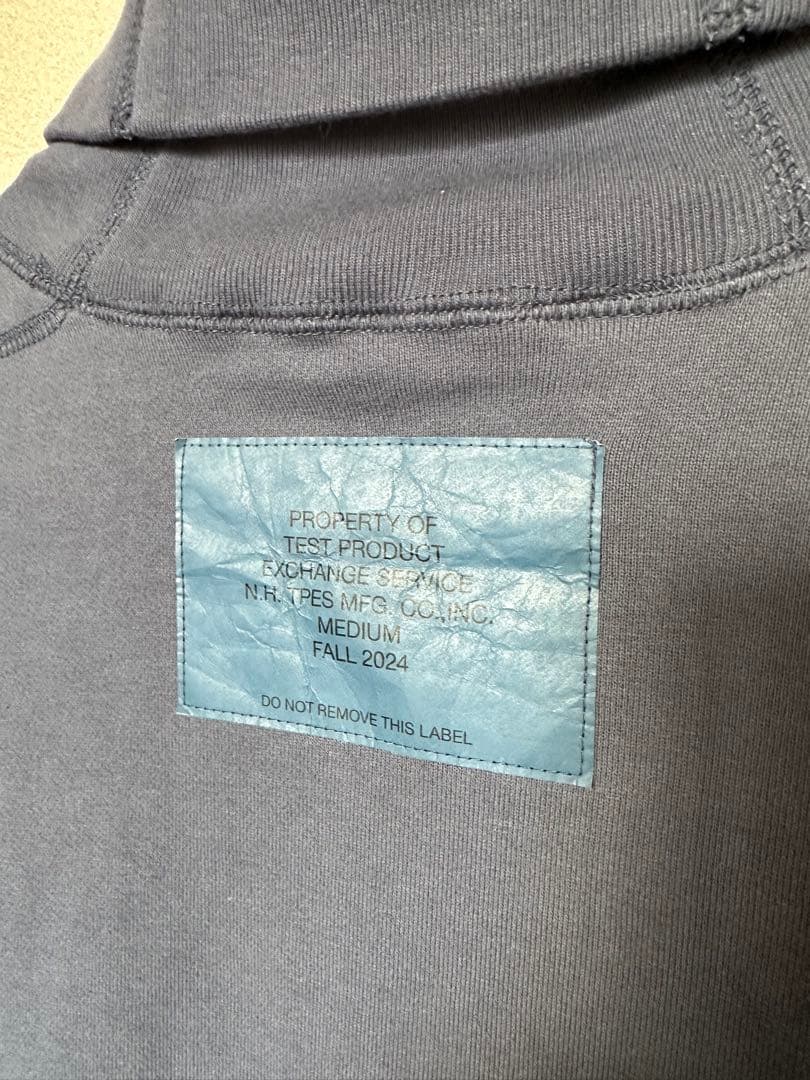 PROPERTY OF
TEST PRODUCT
EXCHANGE SERVICE
N.H. TPES MFG. CO.,INC.
MEDIUM
FALL 2024
DO NOT REMOVE THIS LABEL